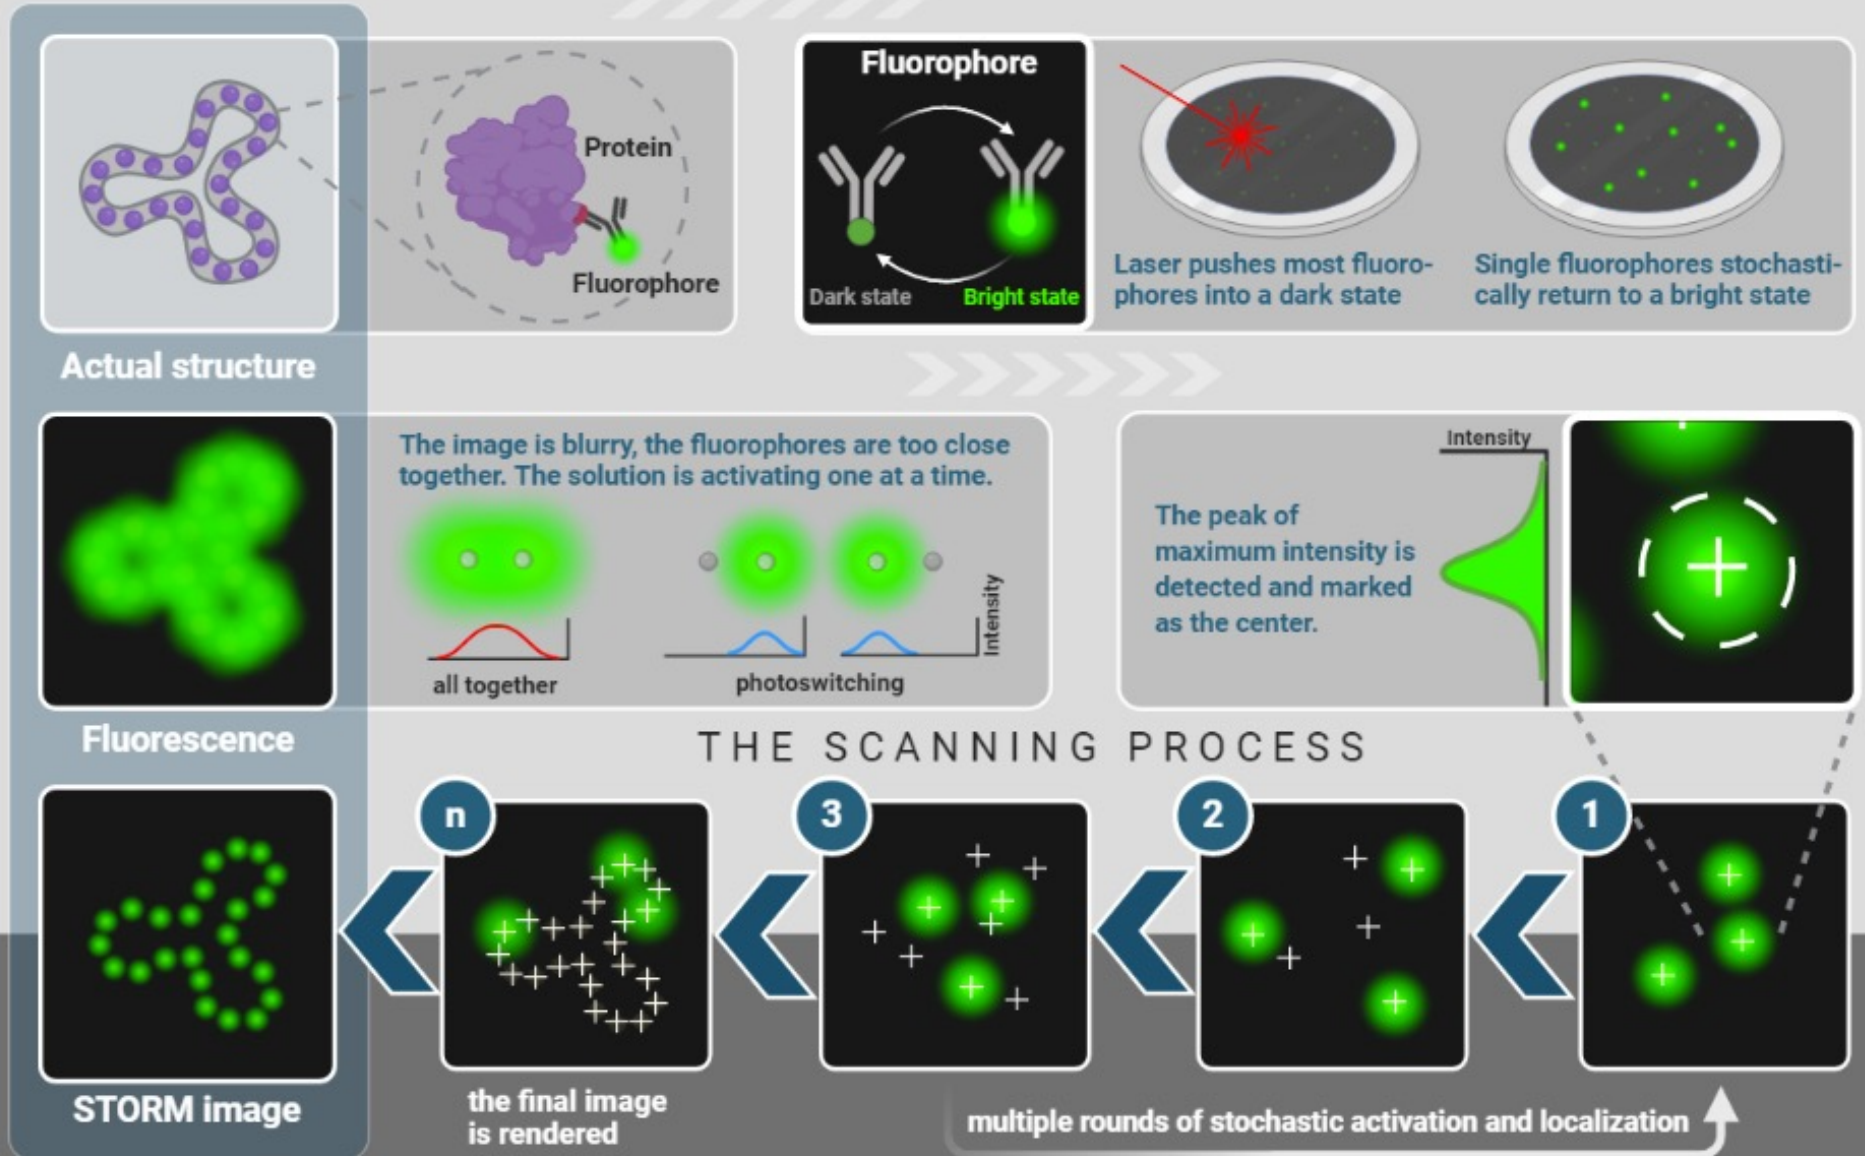 Protein
Fluorophore
Actual structure
Fluorophore
Dark state
Bright state
Laser pushes most fluoro-
phores into a dark state
Single fluorophores stochasti-
cally return to a bright state
The image is blurry, the fluorophores are too close
together. The solution is activating one at a time.
all together
photoswitching
Intensity
Fluorescence
Intensity
The peak of
maximum intensity is
detected and marked
as the center.
THE SCANNING PROCESS
n
3
2
1
STORM image
the final image
is rendered
multiple rounds of stochastic activation and localization